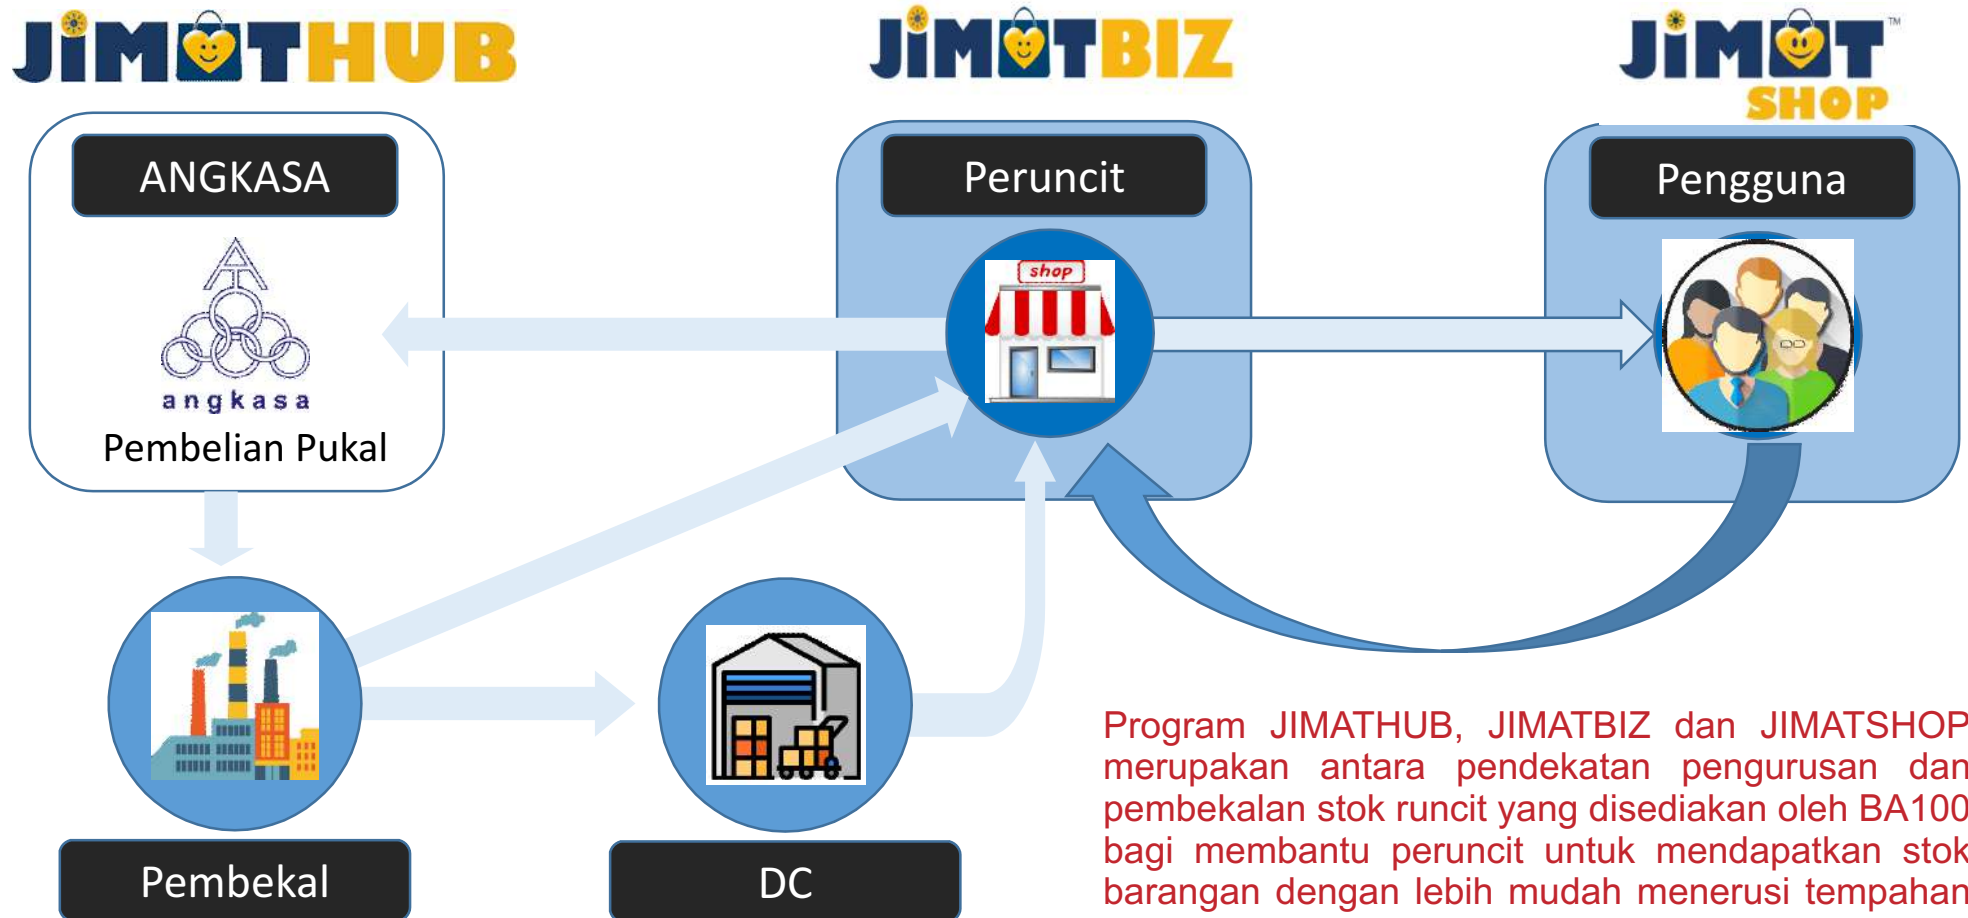 JiMATHUB
JiMATBIZ
JiMAT™
SHOP
ANGKASA
Peruncit
Pengguna
shop
angkasa
Pembelian Pukal
Pembekal
DC
Program JIMATHUB, JIMATBIZ dan JIMATSHOP
merupakan antara pendekatan pengurusan dan
pembekalan stok runcit yang disediakan oleh BA100
bagi membantu peruncit untuk mendapatkan stok
barangan dengan lebih mudah menerusi tempahan